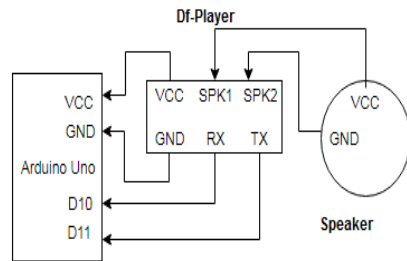 Df-Player
VCC SPK1 SPK2
GND RX TX
VCC
GND
Arduino Uno
D10
D11
VCC
GND
Speaker